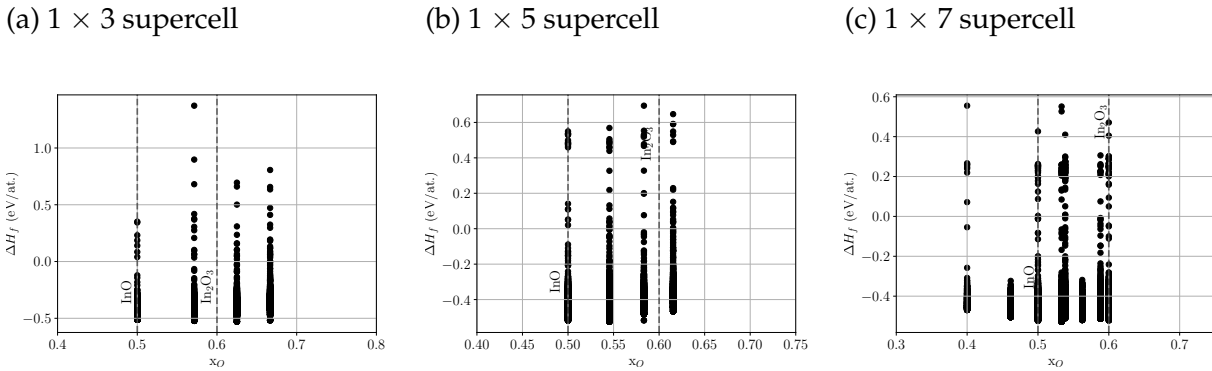 (a) 1 × 3 supercell
(b) 1 × 5 supercell
(c) 1 × 7 supercell
ΔH_f (eV/at.)
1.0
0.5
0.0
−0.5
InO
In₂O₃
0.4 0.5 0.6 0.7 0.8
x_O
ΔH_f (eV/at.)
0.6
0.4
0.2
0.0
−0.2
−0.4
InO
In₂O₃
0.40 0.45 0.50 0.55 0.60 0.65 0.70 0.75
x_O
ΔH_f (eV/at.)
0.6
0.4
0.2
0.0
−0.2
−0.4
InO
In₂O₃
0.3 0.4 0.5 0.6 0.7
x_O